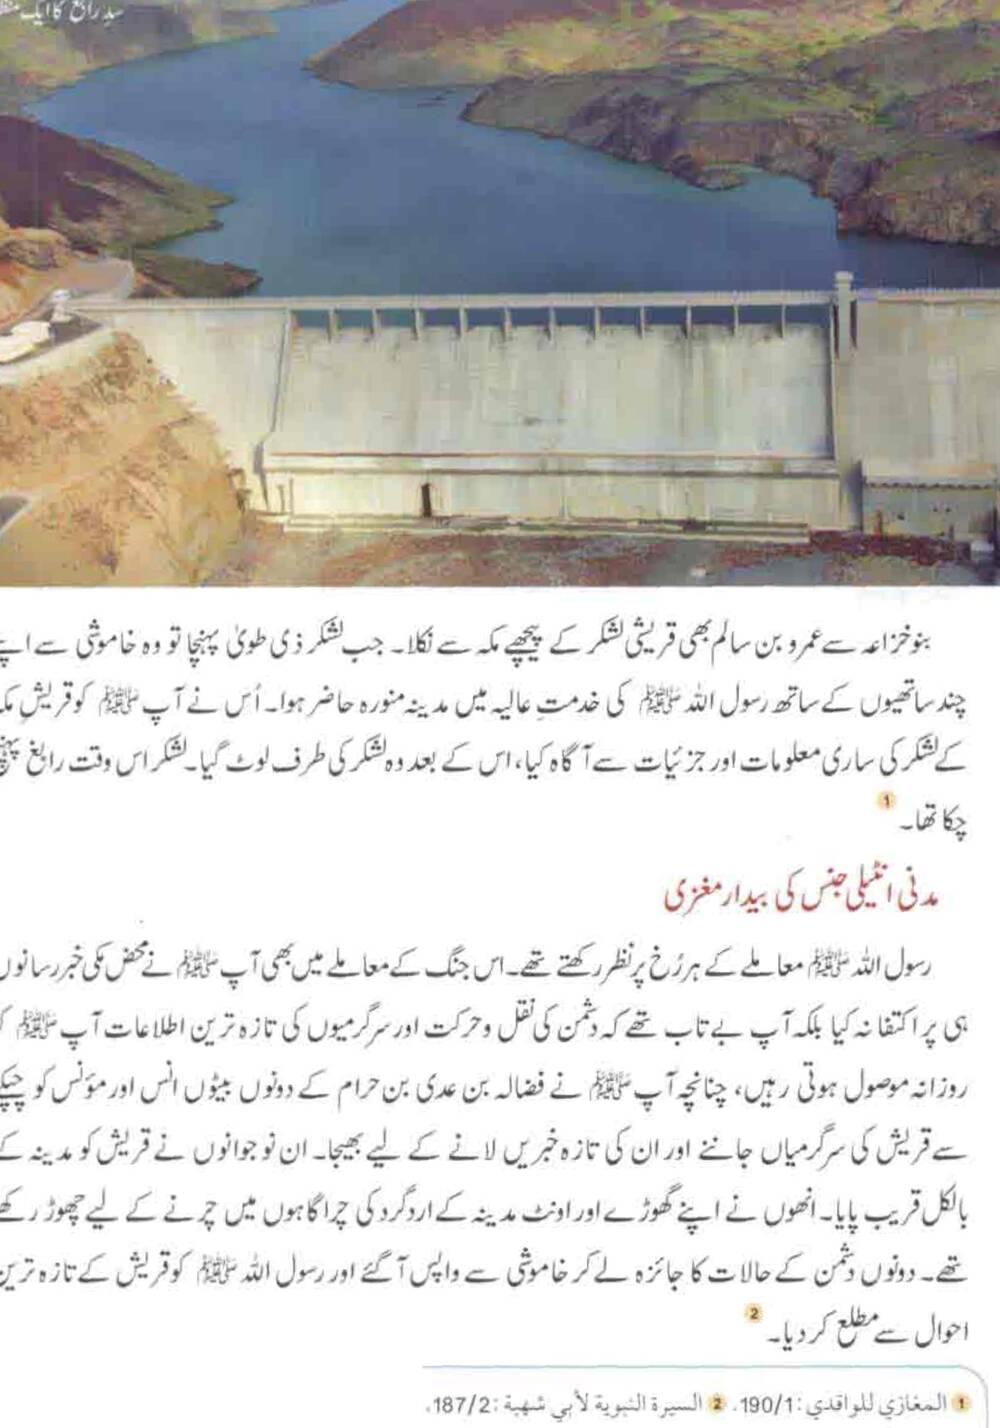 سدِ رابغ کا ایک
بنو خزاعہ سے عمرو بن سالم بھی قریشی لشکر کے پیچھے مکہ سے نکلا۔ جب لشکر ذی طویٰ پہنچا تو وہ خاموشی سے
چند ساتھیوں کے ساتھ رسول اللہ ﷺ کی خدمتِ عالیہ میں مدینہ منورہ حاضر ہوا۔ اُس نے آپ ﷺ کو قریشِ
کے لشکر کی ساری معلومات اور جزئیات سے آگاہ کیا، اس کے بعد وہ لشکر کی طرف لوٹ گیا۔ لشکر اس وقت رابغ
چکا تھا۔ 1
مدنی انٹیلی جنس کی بیدار مغزی
رسول اللہ ﷺ معاملے کے ہر رُخ پر نظر رکھتے تھے۔ اس جنگ کے معاملے میں بھی آپ ﷺ نے محض مکی خبر رسانوں
ہی پر اکتفا نہ کیا بلکہ آپ بے تاب تھے کہ دشمن کی نقل و حرکت اور سرگرمیوں کی تازہ ترین اطلاعات آپ ﷺ
روزانہ موصول ہوتی رہیں، چنانچہ آپ ﷺ نے فضالہ بن عدی بن حرام کے دونوں بیٹوں انس اور مؤنس کو
سے قریش کی سرگرمیاں جاننے اور ان کی تازہ خبریں لانے کے لیے بھیجا۔ ان نوجوانوں نے قریش کو مدینہ کے
بالکل قریب پایا۔ انھوں نے اپنے گھوڑے اور اونٹ مدینہ کے اردگرد کی چراگاہوں میں چرنے کے لیے چھوڑ رکھے
تھے۔ دونوں دشمن کے حالات کا جائزہ لے کر خاموشی سے واپس آ گئے اور رسول اللہ ﷺ کو قریش کے تازہ ترین
احوال سے مطلع کر دیا۔ 2
1 المغازي للواقدي: 190/1. 2 السيرة النبوية لأبي شهبة: 187/2.